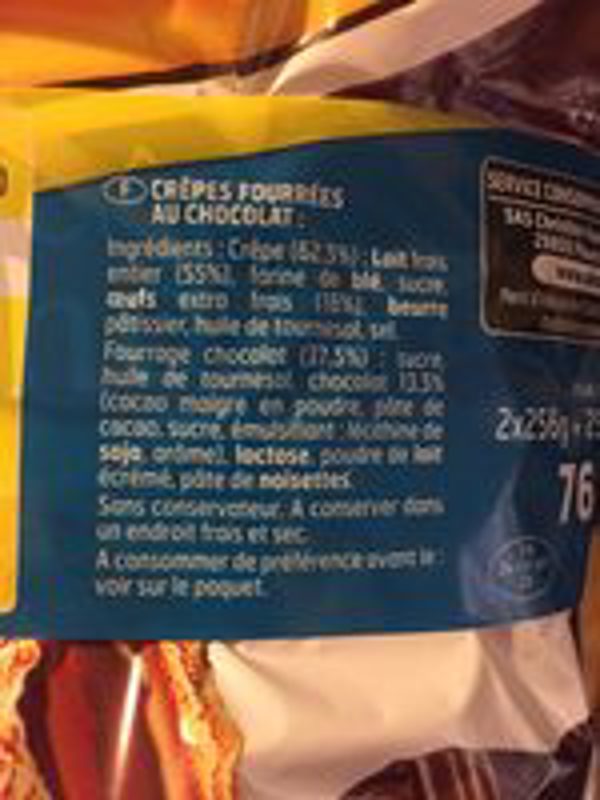 F CRÊPES FOURRÉES
AU CHOCOLAT :
Ingrédients : Crêpe (62,5%) : Lait frais
entier (55%), farine de blé, sucre,
œufs extra frais (16%), beurre
pâtissier, huile de tournesol, sel.
Fourrage chocolat (37,5%) : sucre,
huile de tournesol, chocolat 13,5%
(cacao maigre en poudre, pâte de
cacao, sucre, émulsifiant : lécithine de
soja, arôme), lactose, poudre de lait
écrémé, pâte de noisettes.
Sans conservateur. A conserver dans
un endroit frais et sec.
A consommer de préférence avant le :
voir sur le paquet.
SERVICE
SAS
2x256g
76